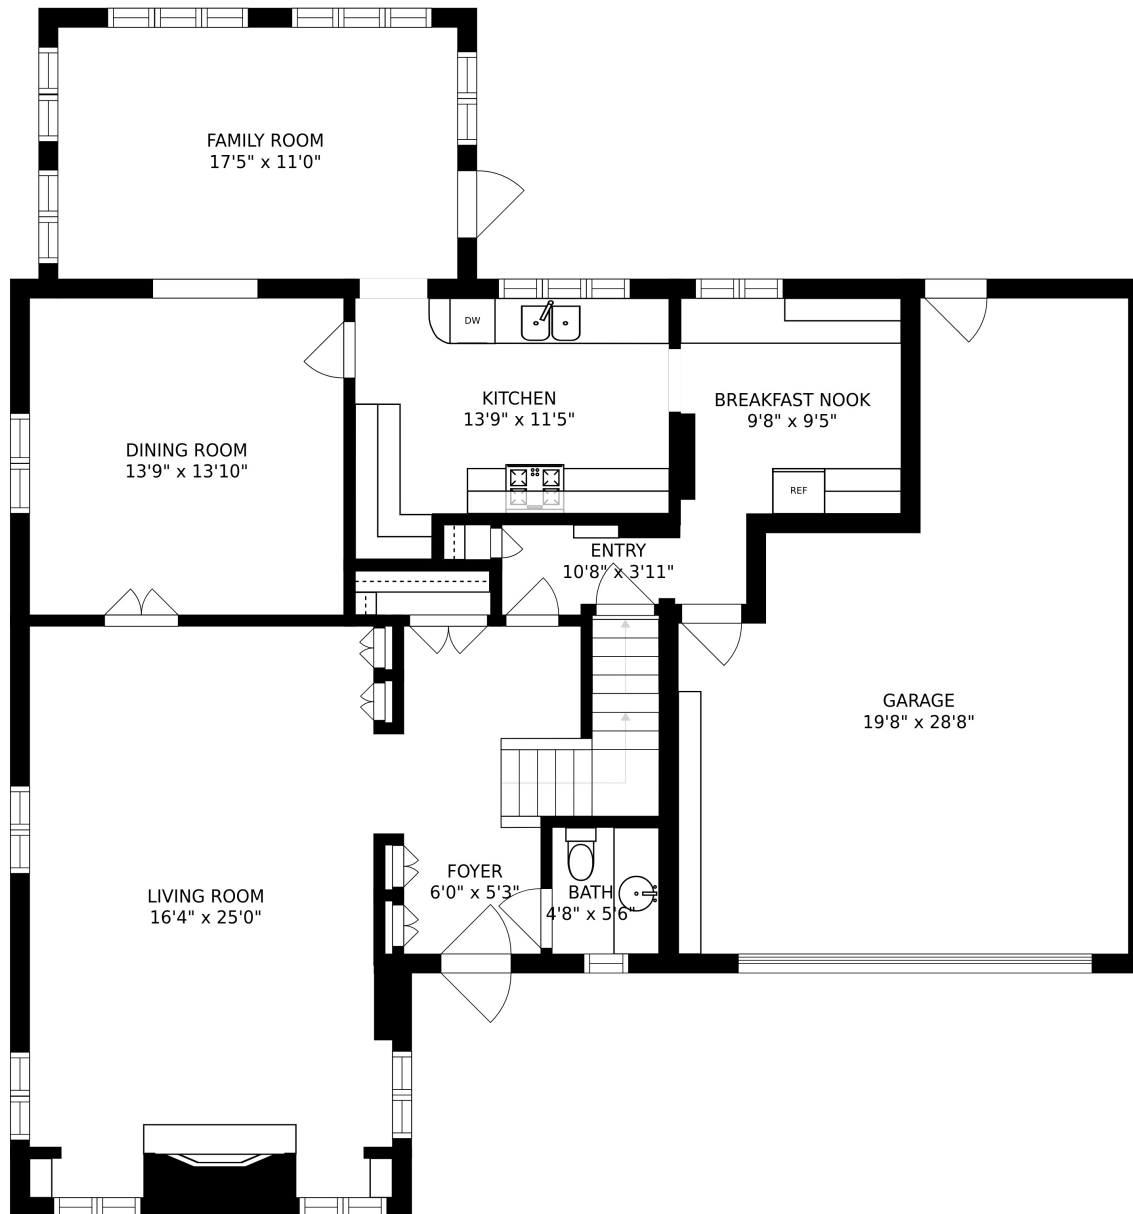 FAMILY ROOM
17'5" x 11'0"
DW
KITCHEN
13'9" x 11'5"
BREAKFAST NOOK
9'8" x 9'5"
DINING ROOM
13'9" x 13'10"
REF
ENTRY
10'8" x 3'11"
GARAGE
19'8" x 28'8"
FOYER
6'0" x 5'3"
BATH
4'8" x 5'6"
LIVING ROOM
16'4" x 25'0"